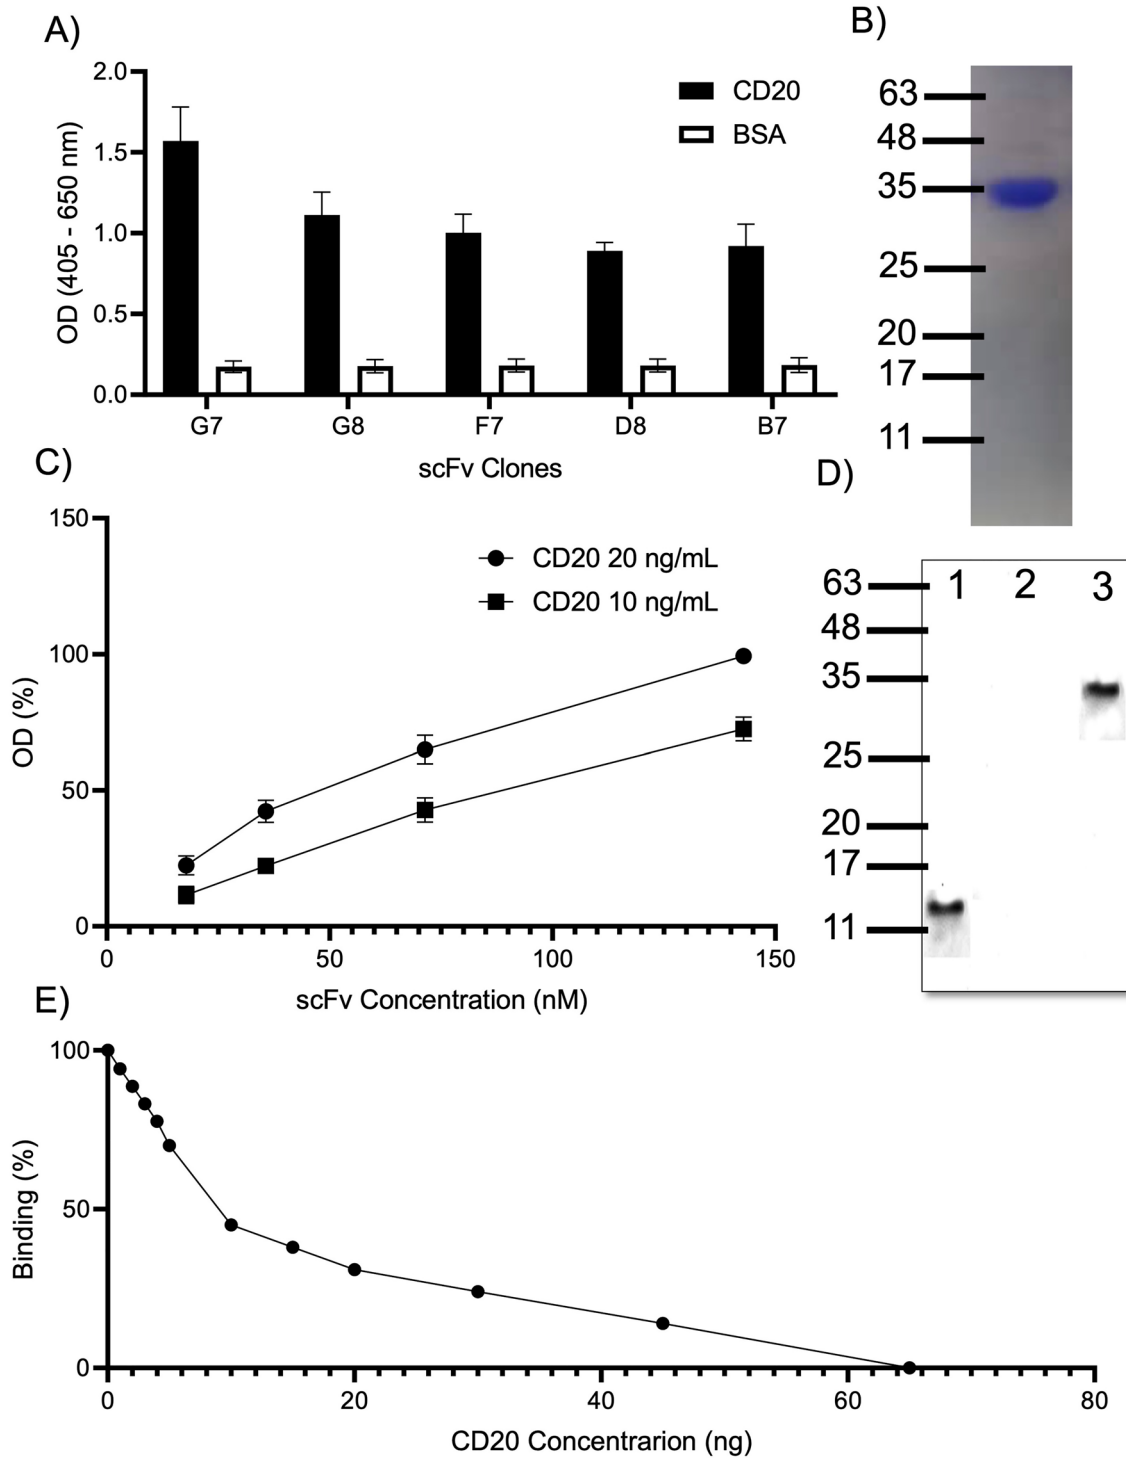 A)
2.0
1.5
1.0
0.5
0.0
OD (405 - 650 nm)
CD20
BSA
G7 G8 F7 D8 B7
scFv Clones
B)
63
48
35
25
20
17
11
C)
150
100
50
0
OD (%)
CD20 20 ng/mL
CD20 10 ng/mL
0 50 100 150
scFv Concentration (nM)
D)
1 2 3
63
48
35
25
20
17
11
E)
100
50
0
Binding (%)
0 20 40 60 80
CD20 Concentrarion (ng)